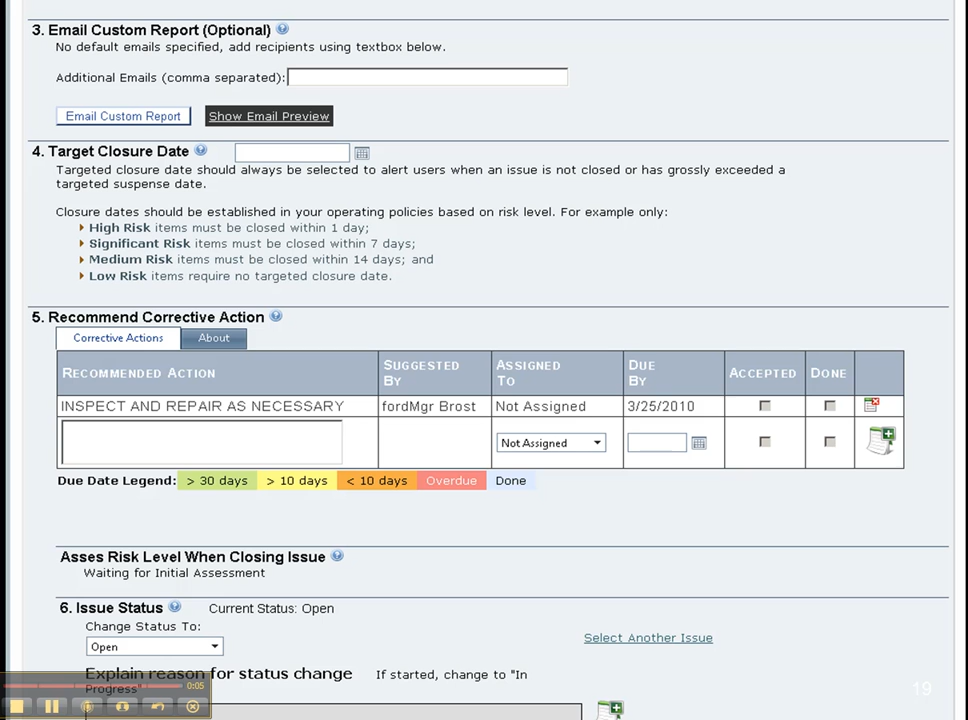 3. Email Custom Report (Optional)
No default emails specified, add recipients using textbox below.
Additional Emails (comma separated):
Email Custom Report Show Email Preview
4. Target Closure Date
Targeted closure date should always be selected to alert users when an issue is not closed or has grossly exceeded a
targeted suspense date.
Closure dates should be established in your operating policies based on risk level. For example only:
High Risk items must be closed within 1 day;
Significant Risk items must be closed within 7 days;
Medium Risk items must be closed within 14 days; and
Low Risk items require no targeted closure date.
5. Recommend Corrective Action
Corrective Actions About
RECOMMENDED ACTION SUGGESTED BY ASSIGNED TO DUE BY ACCEPTED DONE
INSPECT AND REPAIR AS NECESSARY fordMgr Brost Not Assigned 3/25/2010
Not Assigned
Due Date Legend: > 30 days > 10 days < 10 days Overdue Done
Asses Risk Level When Closing Issue
Waiting for Initial Assessment
6. Issue Status Current Status: Open
Change Status To:
Select Another Issue
Open
Explain reason for status change If started, change to "In
Progress"
0:05
19